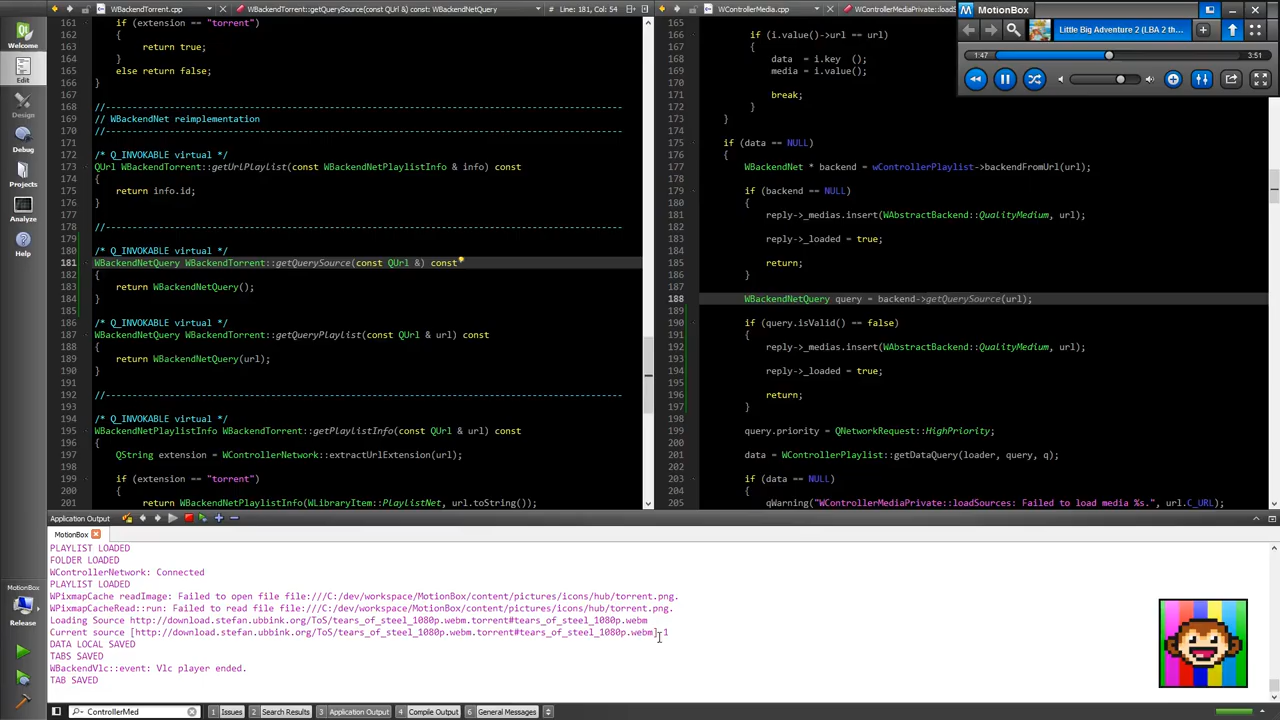 WBackendTorrent.cpp
WBackendTorrent::getQuerySource(const QUrl &) const: WBackendNetQuery
Line: 181, Col: 54
WControllerMedia.cpp
WControllerMediaPrivate::loadS
MotionBox
Little Big Adventure 2 (LBA 2 th...
1:47
3:51
Welcome
Edit
Design
Debug
Projects
Analyze
Help
MotionBox
Release
161 if (extension == "torrent")
162 {
163 return true;
164 }
165 else return false;
166 }
167
168 //----------------------------------------------------------------------------------------
169 // WBackendNet reimplementation
170 //----------------------------------------------------------------------------------------
171
172 /* Q_INVOKABLE virtual */
173 QUrl WBackendTorrent::getUrlPlaylist(const WBackendNetPlaylistInfo & info) const
174 {
175 return info.id;
176 }
177
178 //----------------------------------------------------------------------------------------
179
180 /* Q_INVOKABLE virtual */
181 WBackendNetQuery WBackendTorrent::getQuerySource(const QUrl &) const
182 {
183 return WBackendNetQuery();
184 }
185
186 /* Q_INVOKABLE virtual */
187 WBackendNetQuery WBackendTorrent::getQueryPlaylist(const QUrl & url) const
188 {
189 return WBackendNetQuery(url);
190 }
191
192 //----------------------------------------------------------------------------------------
193
194 /* Q_INVOKABLE virtual */
195 WBackendNetPlaylistInfo WBackendTorrent::getPlaylistInfo(const QUrl & url) const
196 {
197 QString extension = WControllerNetwork::extractUrlExtension(url);
198
199 if (extension == "torrent")
200 {
201 return WBackendNetPlaylistInfo(WLibraryItem::PlaylistNet, url.toString());
165
166 if (i.value()->url == url)
167 {
168 data = i.key ();
169 media = i.value();
170
171 break;
172 }
173 }
174
175 if (data == NULL)
176 {
177 WBackendNet * backend = wControllerPlaylist->backendFromUrl(url);
178
179 if (backend == NULL)
180 {
181 reply->_medias.insert(WAbstractBackend::QualityMedium, url);
182
183 reply->_loaded = true;
184
185 return;
186 }
187
188 WBackendNetQuery query = backend->getQuerySource(url);
189
190 if (query.isValid() == false)
191 {
192 reply->_medias.insert(WAbstractBackend::QualityMedium, url);
193
194 reply->_loaded = true;
195
196 return;
197 }
198
199 query.priority = QNetworkRequest::HighPriority;
200
201 data = WControllerPlaylist::getDataQuery(loader, query, q);
202
203 if (data == NULL)
204 {
205 qWarning("WControllerMediaPrivate::loadSources: Failed to load media %s.", url.C_URL);
Application Output
MotionBox
PLAYLIST LOADED
FOLDER LOADED
WControllerNetwork: Connected
PLAYLIST LOADED
WPixmapCache readImage: Failed to open file file:///C:/dev/workspace/MotionBox/content/pictures/icons/hub/torrent.png.
WPixmapCacheRead::run: Failed to read file file:///C:/dev/workspace/MotionBox/content/pictures/icons/hub/torrent.png.
Loading Source http://download.stefan.ubbink.org/ToS/tears_of_steel_1080p.webm.torrent#tears_of_steel_1080p.webm
Current source [http://download.stefan.ubbink.org/ToS/tears_of_steel_1080p.webm.torrent#tears_of_steel_1080p.webm] 1
DATA LOCAL SAVED
TABS SAVED
WBackendVlc::event: Vlc player ended.
TAB SAVED
ControllerMed
1 Issues
2 Search Results
3 Application Output
4 Compile Output
6 General Messages